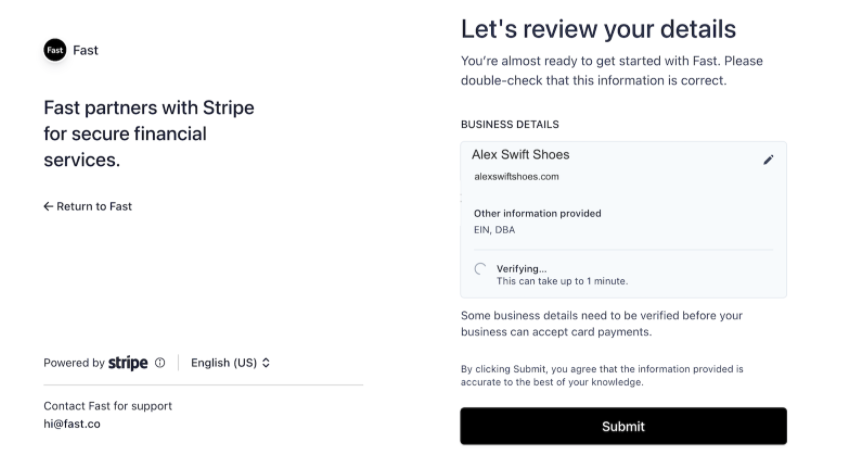 Fast Fast
Fast partners with Stripe
for secure financial
services.
← Return to Fast
Powered by stripe
English (US)
Contact Fast for support
hi@fast.co
Let's review your details
You're almost ready to get started with Fast. Please
double-check that this information is correct.
BUSINESS DETAILS
Alex Swift Shoes
alexswiftshoes.com
Other information provided
EIN, DBA
Verifying...
This can take up to 1 minute.
Some business details need to be verified before your
business can accept card payments.
By clicking Submit, you agree that the information provided is
accurate to the best of your knowledge.
Submit